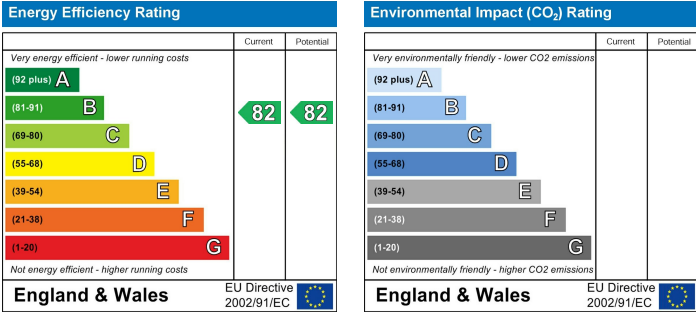 Energy Efficiency Rating
Current Potential
Very energy efficient - lower running costs
(92 plus) A
(81-91) B
82 82
(69-80) C
(55-68) D
(39-54) E
(21-38) F
(1-20) G
Not energy efficient - higher running costs
England & Wales
EU Directive
2002/91/EC
Environmental Impact (CO₂) Rating
Current Potential
Very environmentally friendly - lower CO2 emissions
(92 plus) A
(81-91) B
(69-80) C
(55-68) D
(39-54) E
(21-38) F
(1-20) G
Not environmentally friendly - higher CO2 emissions
England & Wales
EU Directive
2002/91/EC